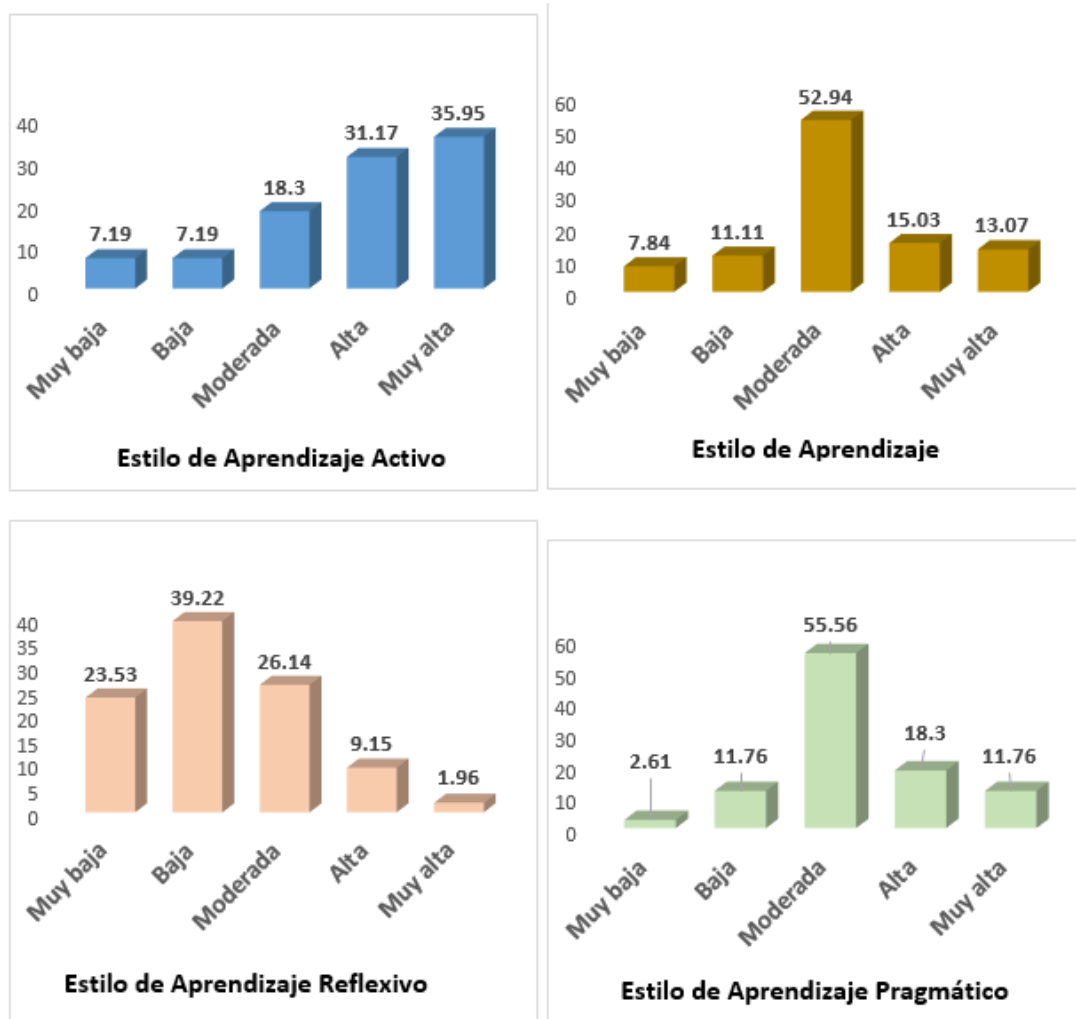 40
30
20
10
0
7.19
7.19
18.3
31.17
35.95
Muy baja
Baja
Moderada
Alta
Muy alta
Estilo de Aprendizaje Activo
60
50
40
30
20
10
0
7.84
11.11
52.94
15.03
13.07
Muy baja
Baja
Moderada
Alta
Muy alta
Estilo de Aprendizaje
40
35
30
25
20
15
10
5
0
23.53
39.22
26.14
9.15
1.96
Muy baja
Baja
Moderada
Alta
Muy alta
Estilo de Aprendizaje Reflexivo
60
50
40
30
20
10
0
2.61
11.76
55.56
18.3
11.76
Muy baja
Baja
Moderada
Alta
Muy alta
Estilo de Aprendizaje Pragmático